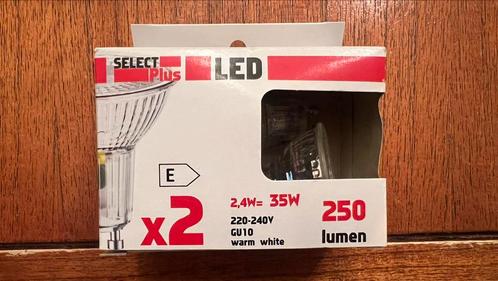 SELECT
Plus
LED
E
x2
2,4W= 35W
220-240V
GU10
warm white
250
lumen